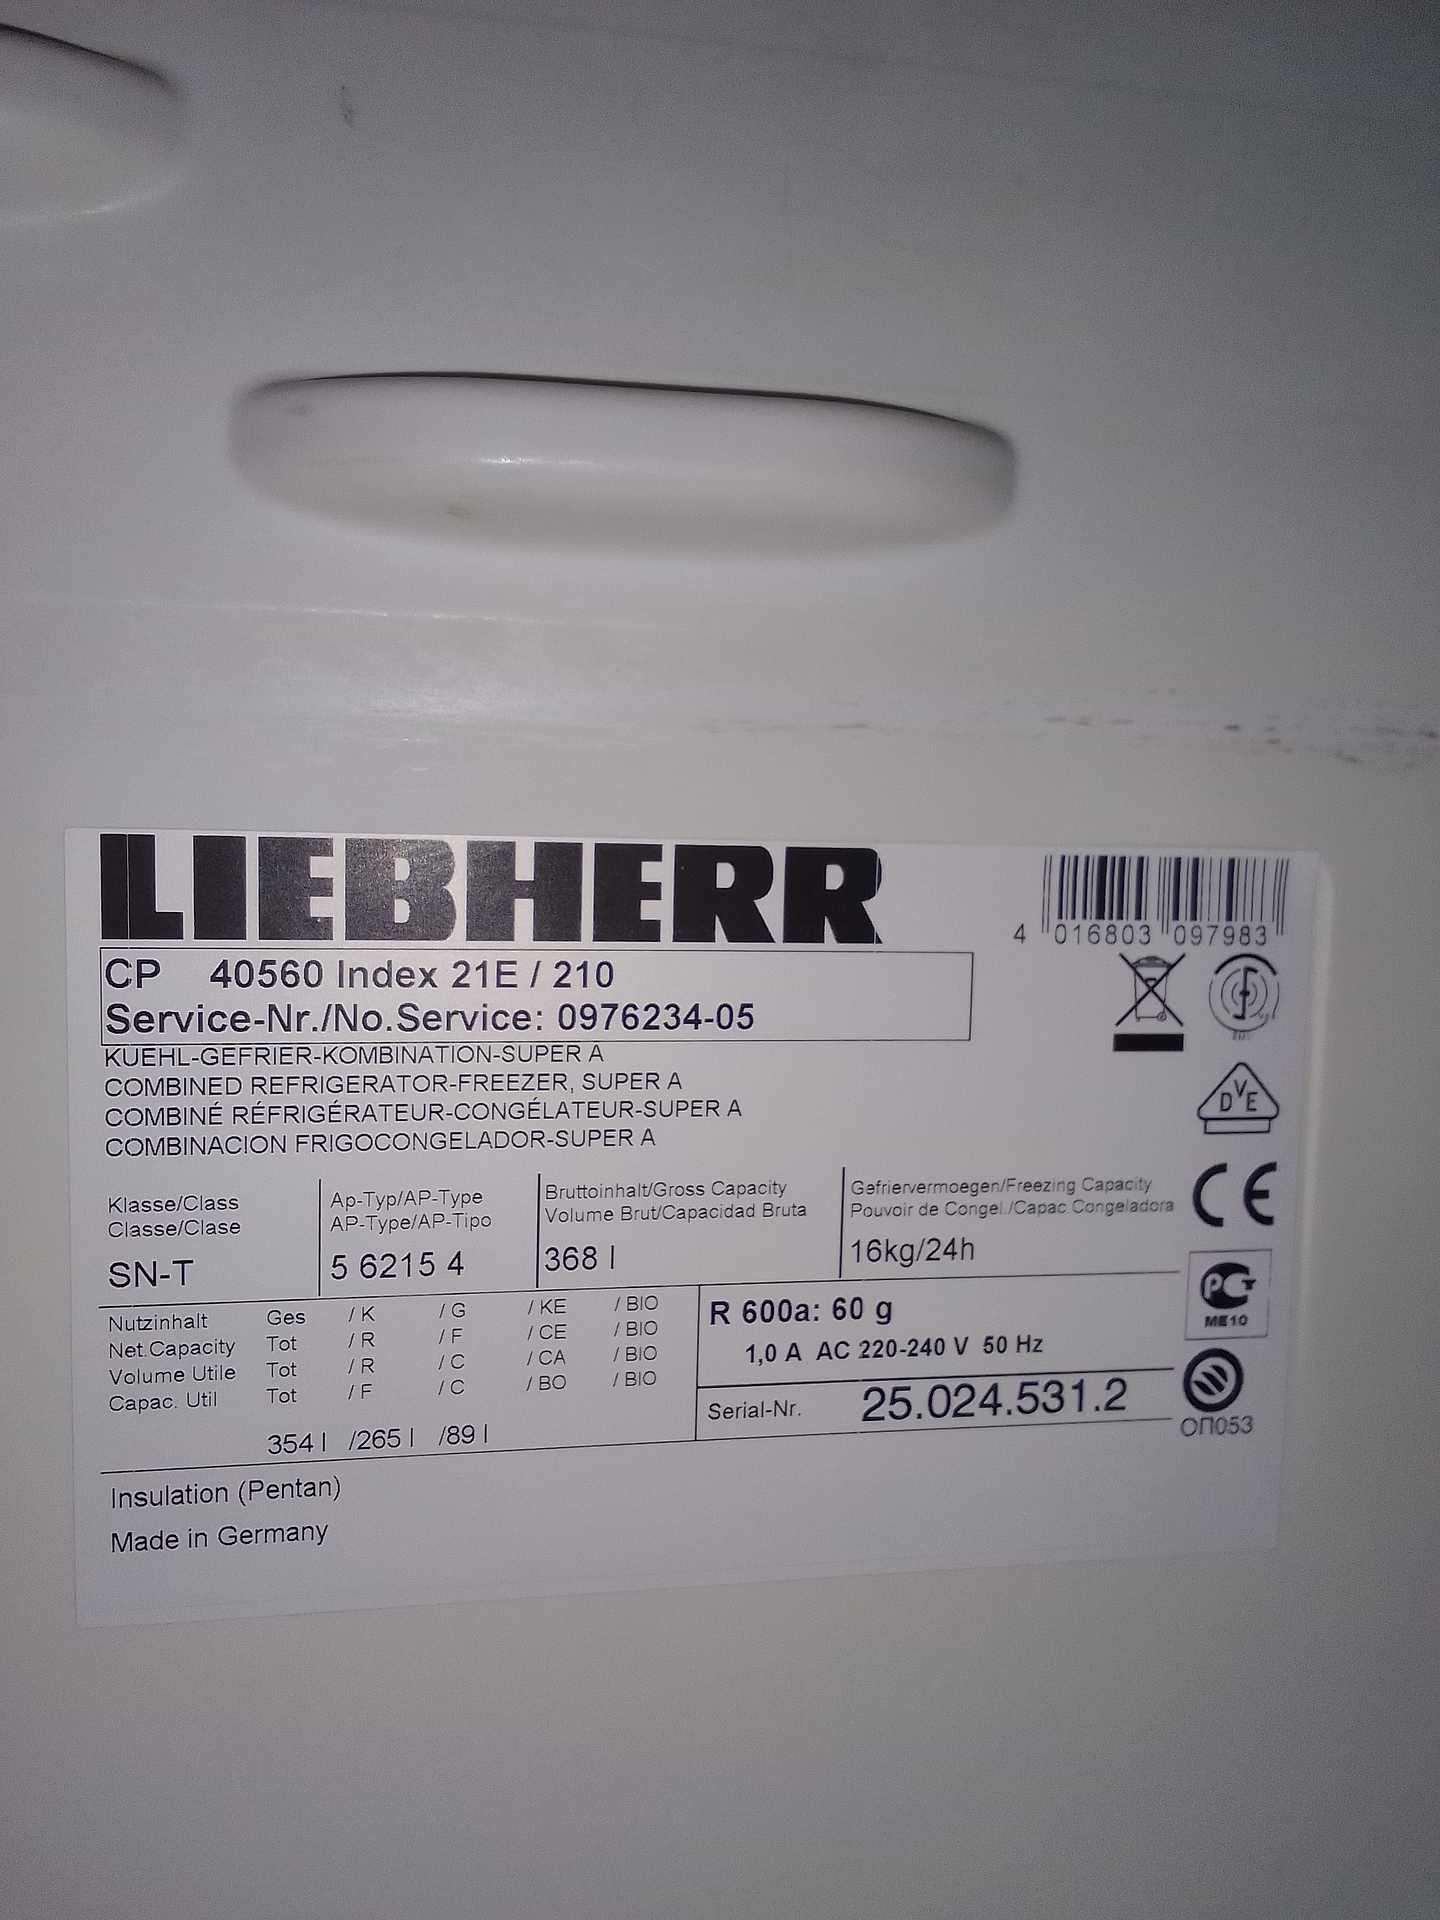 LIEBHERR
4 016803 097983
CP 40560 Index 21E / 210
Service-Nr./No.Service: 0976234-05
KUEHL-GEFRIER-KOMBINATION-SUPER A
COMBINED REFRIGERATOR-FREEZER, SUPER A
COMBINÉ RÉFRIGÉRATEUR-CONGÉLATEUR-SUPER A
COMBINACION FRIGOCONGELADOR-SUPER A
DVE
Klasse/Class
Classe/Clase
SN-T
Ap-Typ/AP-Type
AP-Type/AP-Tipo
5 6215 4
Bruttoinhalt/Gross Capacity
Volume Brut/Capacidad Bruta
368 l
Gefriervermoegen/Freezing Capacity
Pouvoir de Congel./Capac.Congeladora
16kg/24h
CE
Nutzinhalt Ges / K / G / KE / BIO
Net.Capacity Tot / R / F / CE / BIO
Volume Utile Tot / R / C / CA / BIO
Capac. Util Tot / F / C / BO / BIO
354 l /265 l /89 l
R 600a: 60 g
1,0 A AC 220-240 V 50 Hz
Serial-Nr. 25.024.531.2
PG
ME10
ОП053
Insulation (Pentan)
Made in Germany